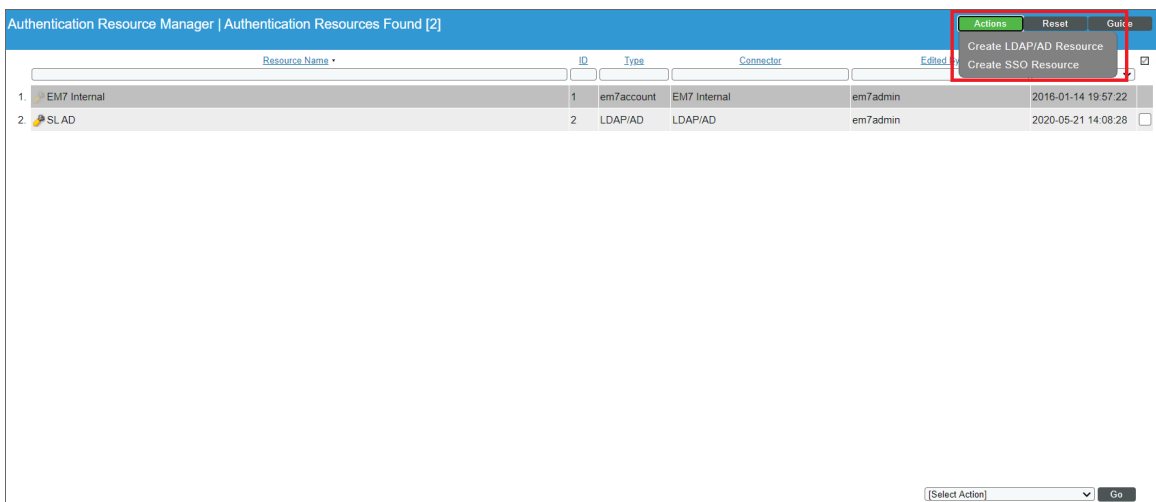 Authentication Resource Manager | Authentication Resources Found [2]
Actions Reset Guide
Create LDAP/AD Resource
Create SSO Resource
Resource Name • ID Type Connector Edited By
1. EM7 Internal 1 em7account EM7 Internal em7admin 2016-01-14 19:57:22
2. SL AD 2 LDAP/AD LDAP/AD em7admin 2020-05-21 14:08:28
[Select Action] Go